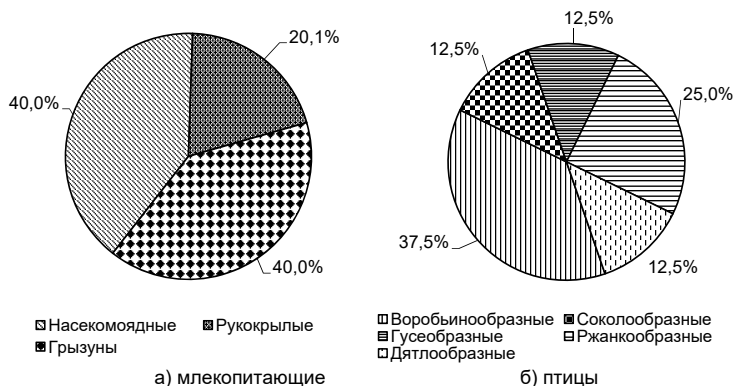 20,1%
40,0%
40,0%
Насекомоядные Рукокрылые
Грызуны
а) млекопитающие
12,5%
12,5%
25,0%
37,5%
12,5%
Воробьинообразные Соколообразные
Гусеобразные Ржанкообразные
Дятлообразные
б) птицы